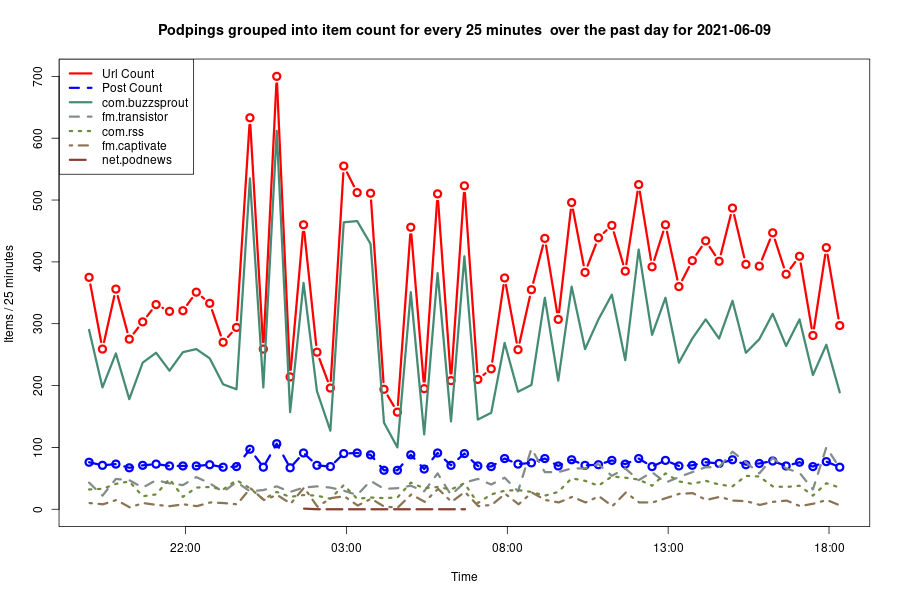 Podpings grouped into item count for every 25 minutes  over the past day for 2021-06-09
Url Count
Post Count
com.buzzsprout
fm.transistor
com.rss
fm.captivate
net.podnews
Items / 25 minutes
700
600
500
400
300
200
100
0
22:00
03:00
08:00
13:00
18:00
Time